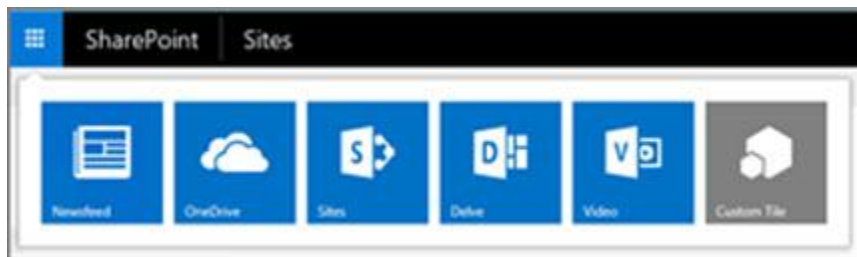 SharePoint Sites
Newsfeed OneDrive Sites Delve Video Custom Tile